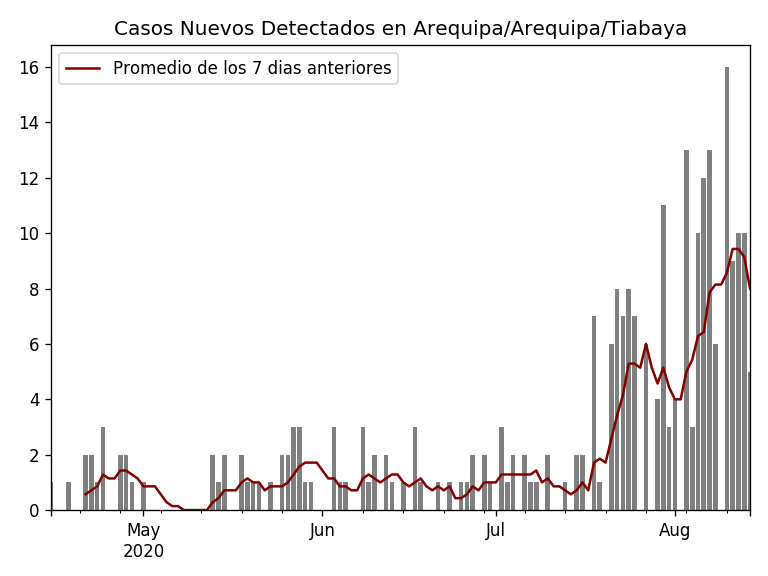 Casos Nuevos Detectados en Arequipa/Arequipa/Tiabaya
Promedio de los 7 dias anteriores
16
14
12
10
8
6
4
2
0
May
2020
Jun
Jul
Aug